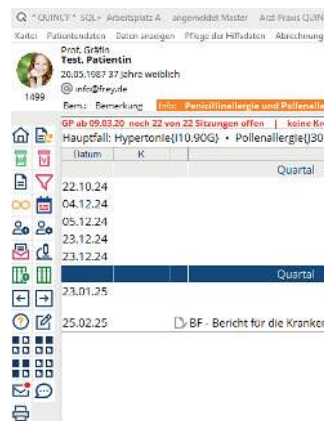 * QUINCY * SQL+ Arbeitsplatz A angemeldet Master Arzt Praxis QUIN
Kartei Patientendaten Daten anzeigen Pflege der Hilfsdaten Abrechnung
Prof. Gräfin
Test. Patientin
20.05.1987 37 Jahre weiblich
@ info@frey.de
1499
Bem.: Bemerkung Info: Penicillinallergie und Pollenalle
GP ab 09.03.20 noch 22 von 22 Sitzungen offen | keine Kr
Hauptfall: Hypertonie{I10.90G} • Pollenallergie{J30
Datum K
Quartal
22.10.24
04.12.24
05.12.24
23.12.24
23.12.24
Quartal
23.01.25
25.02.25 BF - Bericht für die Kranken